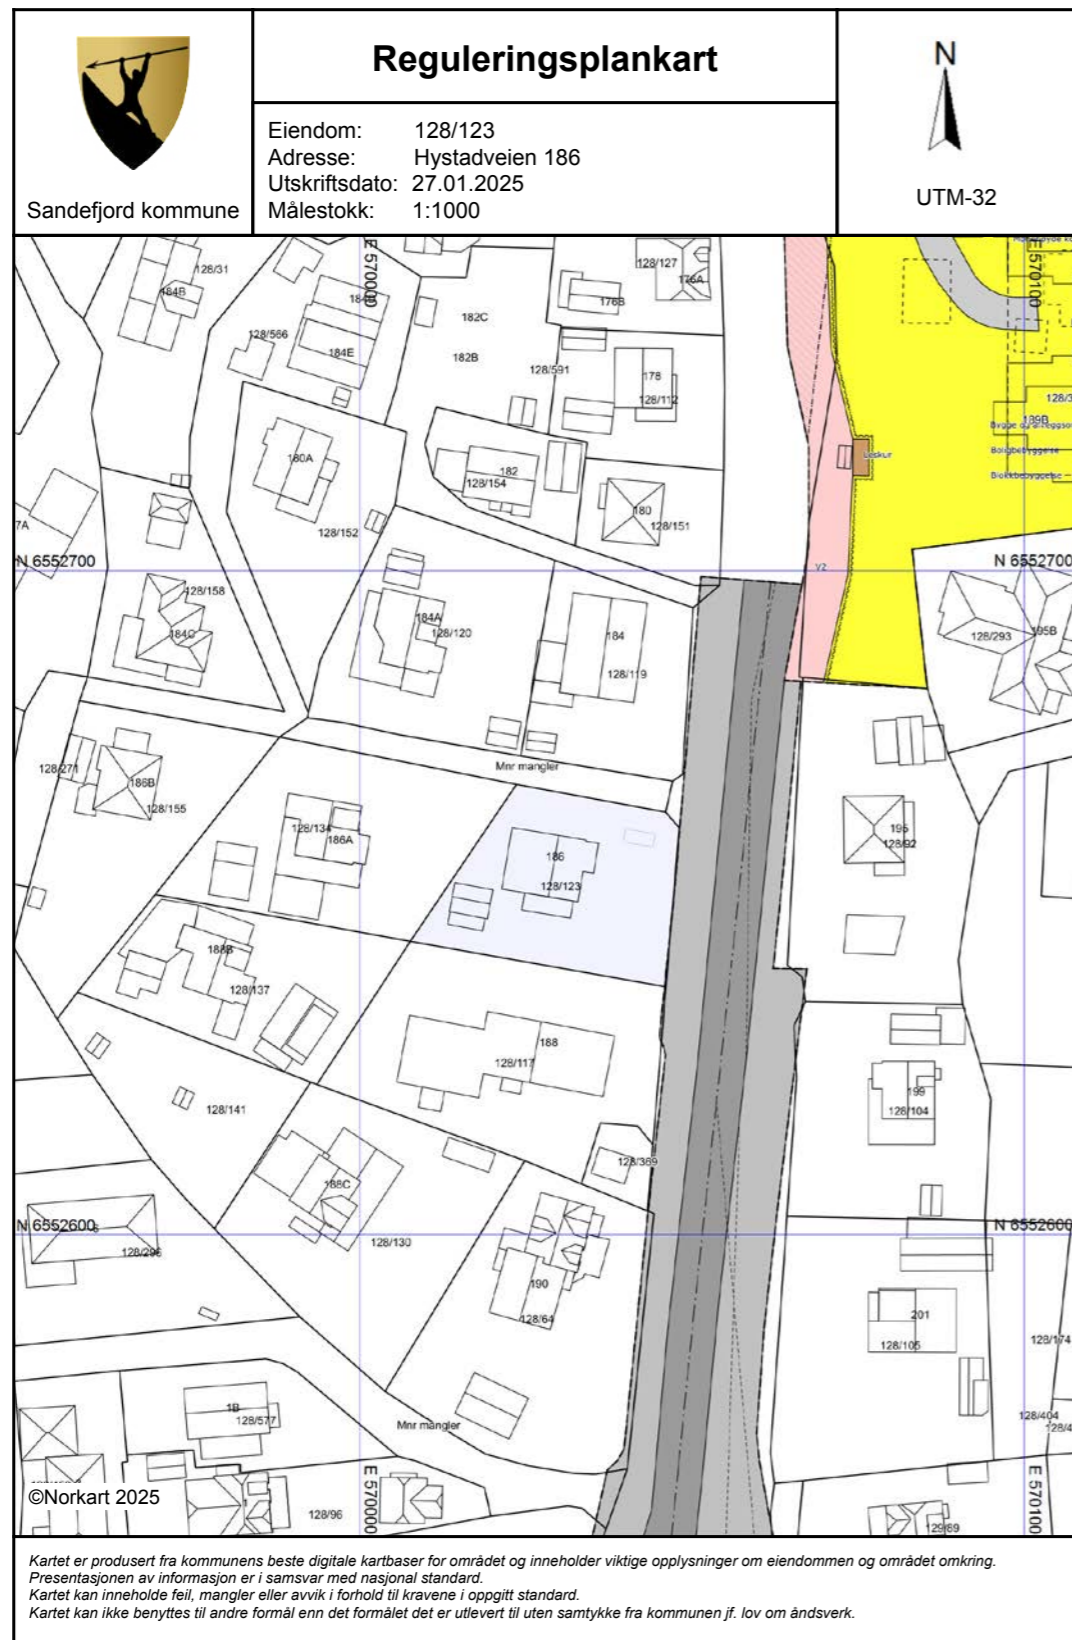 Reguleringsplankart
Eiendom: 128/123
Adresse: Hystadveien 186
Utskriftsdato: 27.01.2025
Målestokk: 1:1000
Sandefjord kommune
N
UTM-32
E 570000
E 570100
128/31
184B
128/127
176A
176B
182C
128/566
184E
182B
128/591
178
128/112
189B
Boligbebyggelse
Blokkbebyggelse
Leskur
180A
182
128/154
180
128/151
128/152
7A
N 6552700
N 6552700
V2
128/158
184C
184A
128/120
184
128/119
128/293
195B
Mnr mangler
128/271
186B
128/155
128/134
186A
186
128/123
195
128/92
188B
128/137
188
128/117
199
128/104
128/141
128/369
188C
N 6552600
N 6552600
128/296
128/130
190
128/64
201
128/105
128/174
1B
128/577
Mnr mangler
128/404
©Norkart 2025
128/96
E 570000
E 570100
129/89
Kartet er produsert fra kommunens beste digitale kartbaser for området og inneholder viktige opplysninger om eiendommen og området omkring.
Presentasjonen av informasjon er i samsvar med nasjonal standard.
Kartet kan inneholde feil, mangler eller avvik i forhold til kravene i oppgitt standard.
Kartet kan ikke benyttes til andre formål enn det formålet det er utlevert til uten samtykke fra kommunen jf. lov om åndsverk.